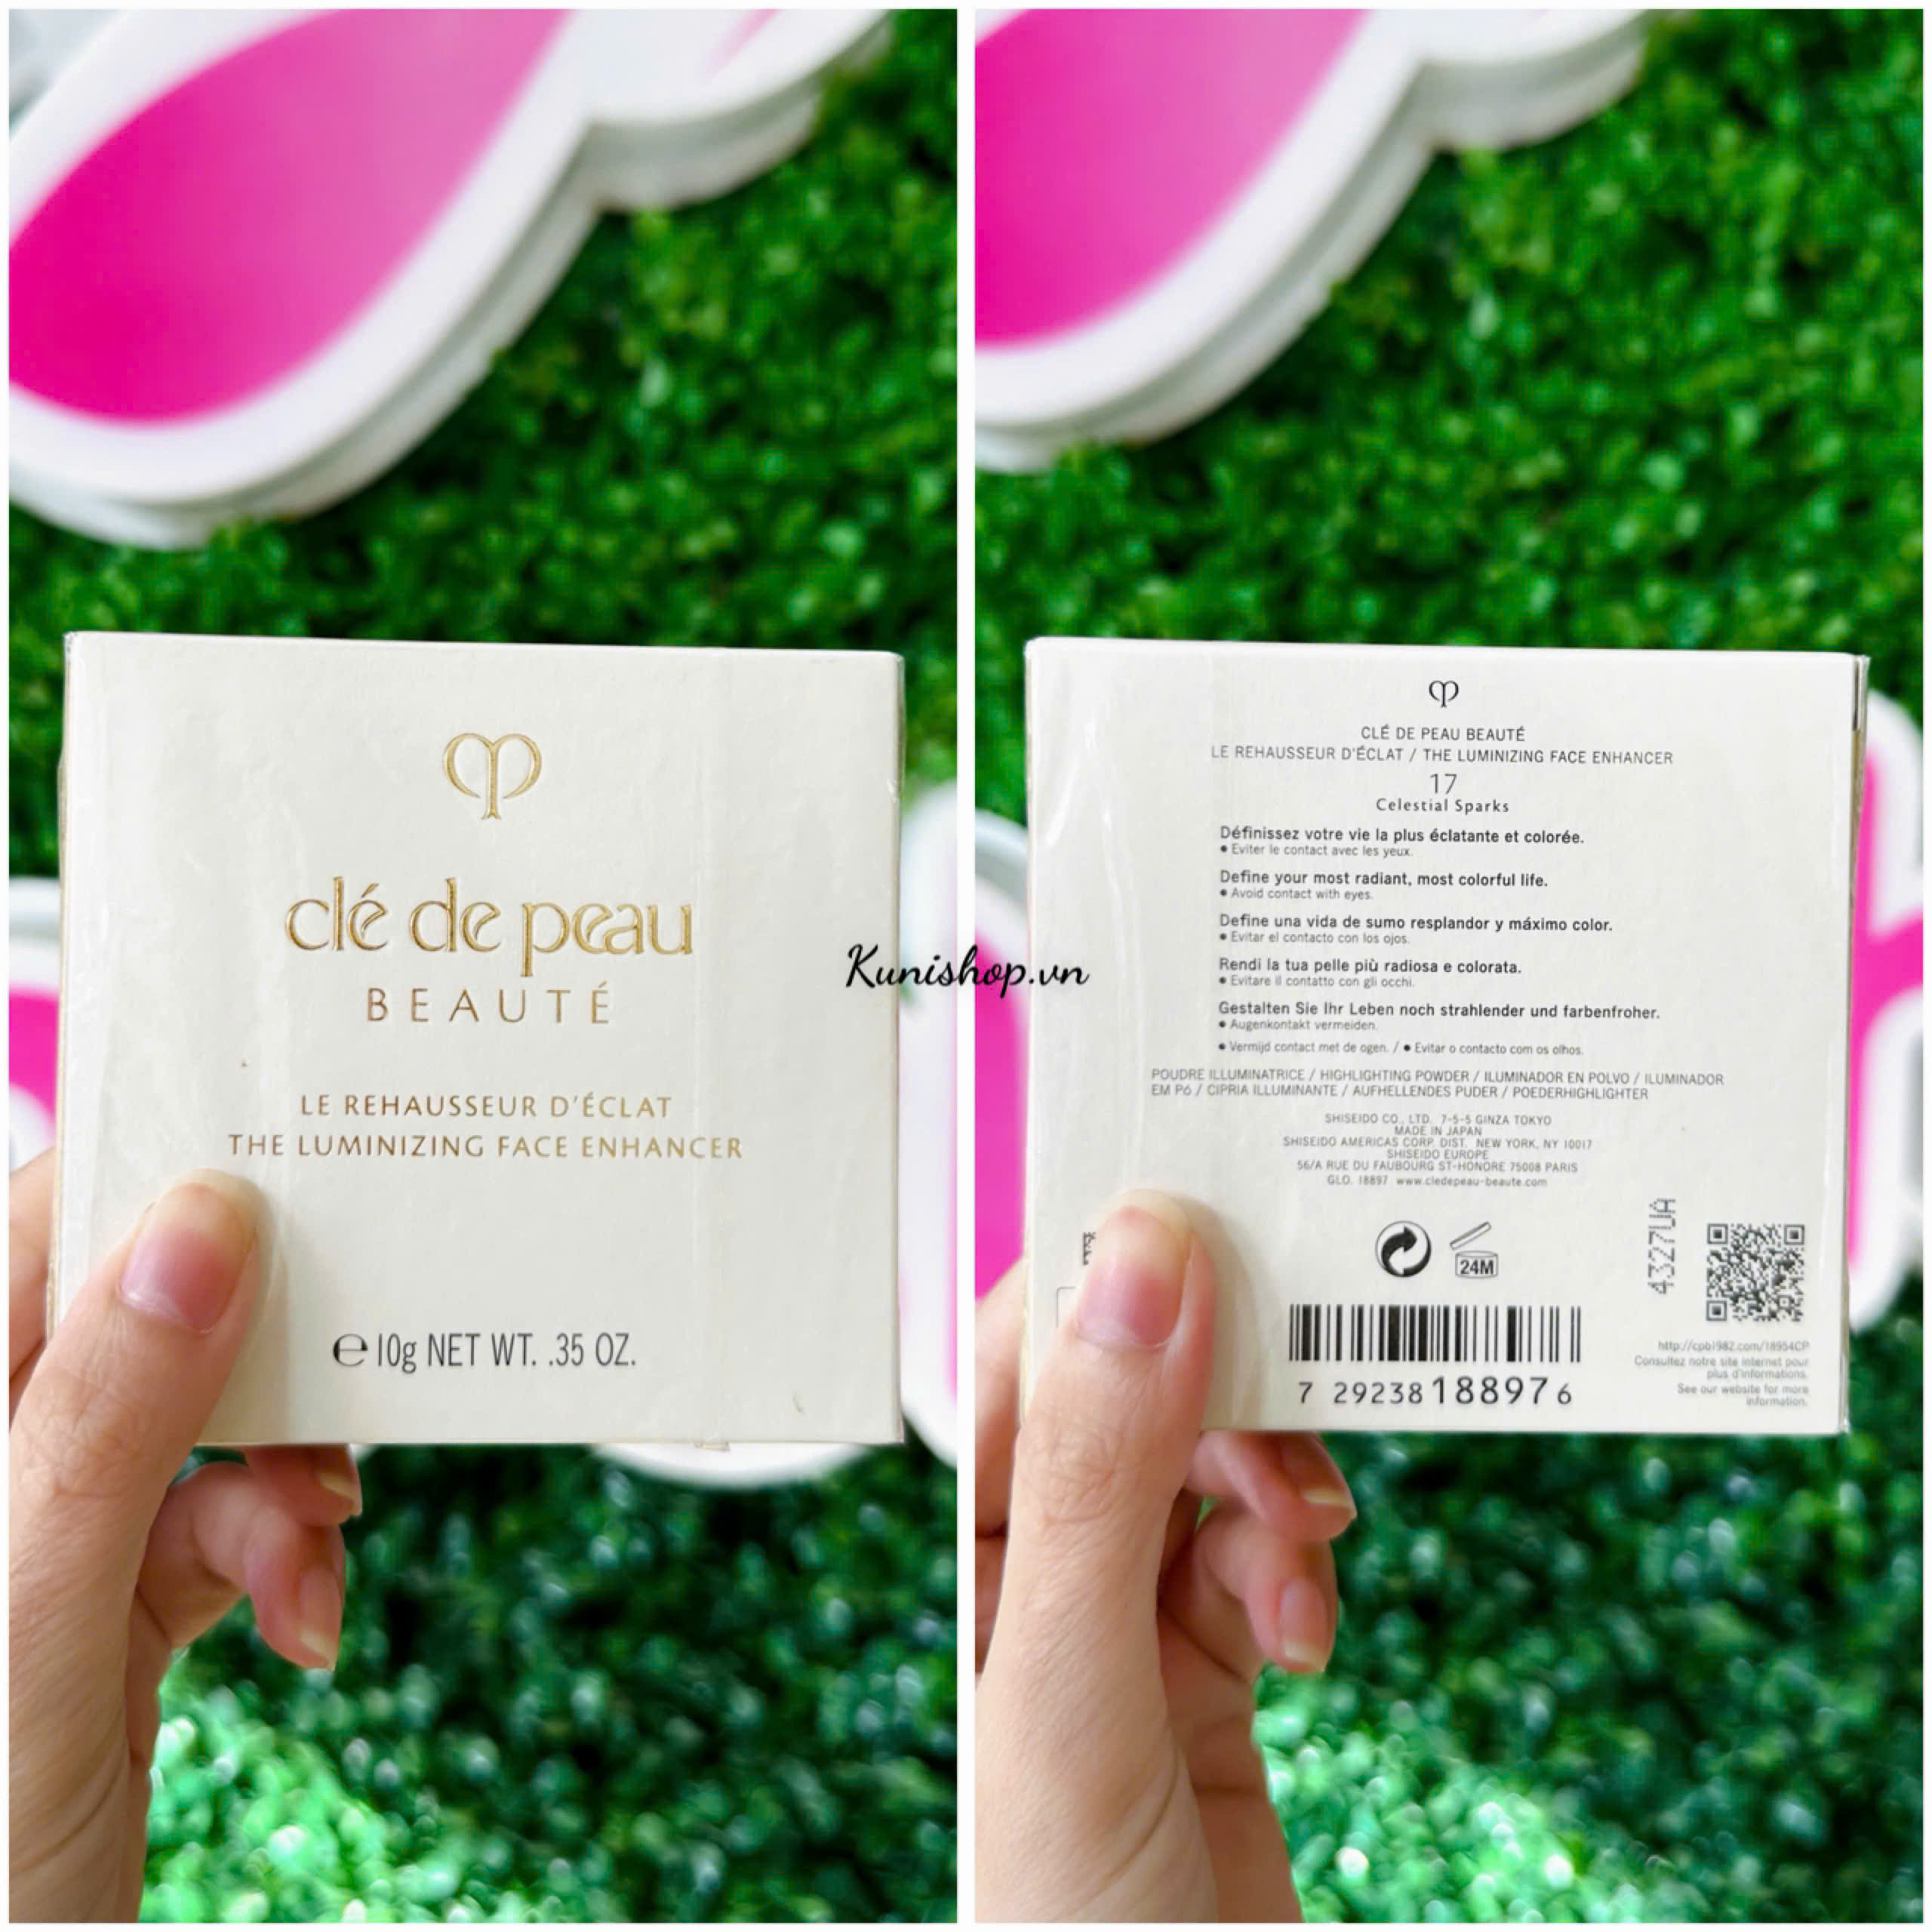 clé de peau
BEAUTÉ
LE REHAUSSEUR D'ÉCLAT
THE LUMINIZING FACE ENHANCER
e 10g NET WT. .35 OZ.
Kunishop.vn
CLÉ DE PEAU BEAUTÉ
LE REHAUSSEUR D'ÉCLAT / THE LUMINIZING FACE ENHANCER
17
Celestial Sparks
Définissez votre vie la plus éclatante et colorée.
● Eviter le contact avec les yeux.
Define your most radiant, most colorful life.
● Avoid contact with eyes.
Define una vida de sumo resplandor y máximo color.
● Evitar el contacto con los ojos.
Rendi la tua pelle più radiosa e colorata.
● Evitare il contatto con gli occhi.
Gestalten Sie Ihr Leben noch strahlender und farbenfroher.
● Augenkontakt vermeiden.
● Vermijd contact met de ogen. / ● Evitar o contacto com os olhos.
POUDRE ILLUMINATRICE / HIGHLIGHTING POWDER / ILUMINADOR EN POLVO / ILUMINADOR
EM PÓ / CIPRIA ILLUMINANTE / AUFHELLENDES PUDER / POEDERHIGHLIGHTER
SHISEIDO CO., LTD. 7-5-5 GINZA TOKYO
MADE IN JAPAN
SHISEIDO AMERICAS CORP. DIST. NEW YORK, NY 10017
SHISEIDO EUROPE
56/A RUE DU FAUBOURG ST-HONORE 75008 PARIS
GLO. 18897 www.cledepeau-beaute.com
24M
4327UA
7 29238 18897 6
http://cpb1982.com/18954CP
Consultez notre site internet pour
plus d'informations.
See our website for more
information.